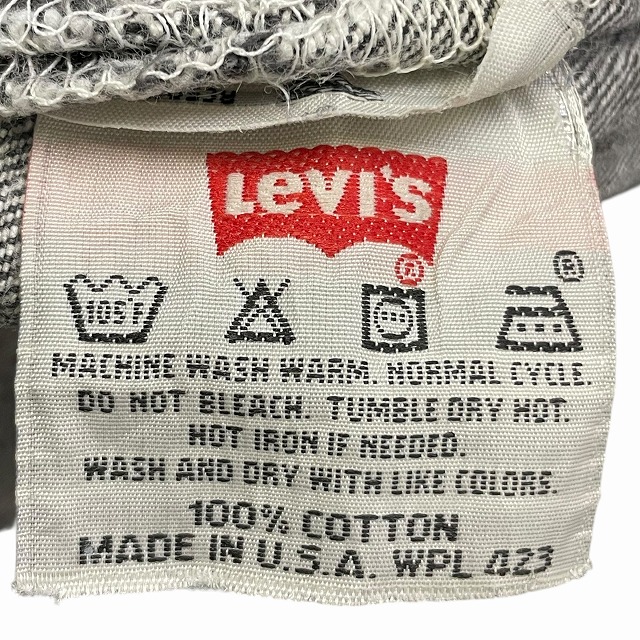 Levi's
®
®
105°F
MACHINE WASH WARM. NORMAL CYCLE.
DO NOT BLEACH. TUMBLE DRY HOT.
HOT IRON IF NEEDED.
WASH AND DRY WITH LIKE COLORS.
100% COTTON
MADE IN U.S.A. WPL 423